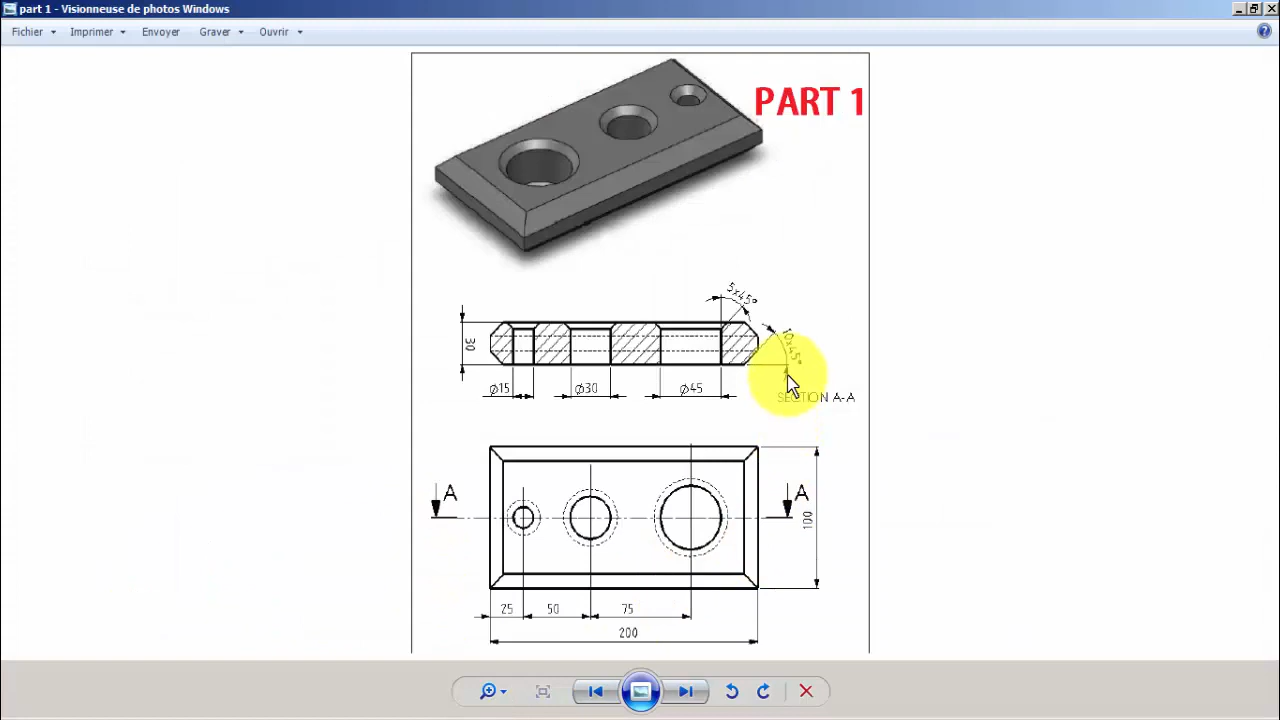 part 1 - Visionneuse de photos Windows
Fichier Imprimer Envoyer Graver Ouvrir
PART 1
5x45°
10x45°
30
Ø15 Ø30 Ø45
SECTION A-A
A A
100
25 50 75
200